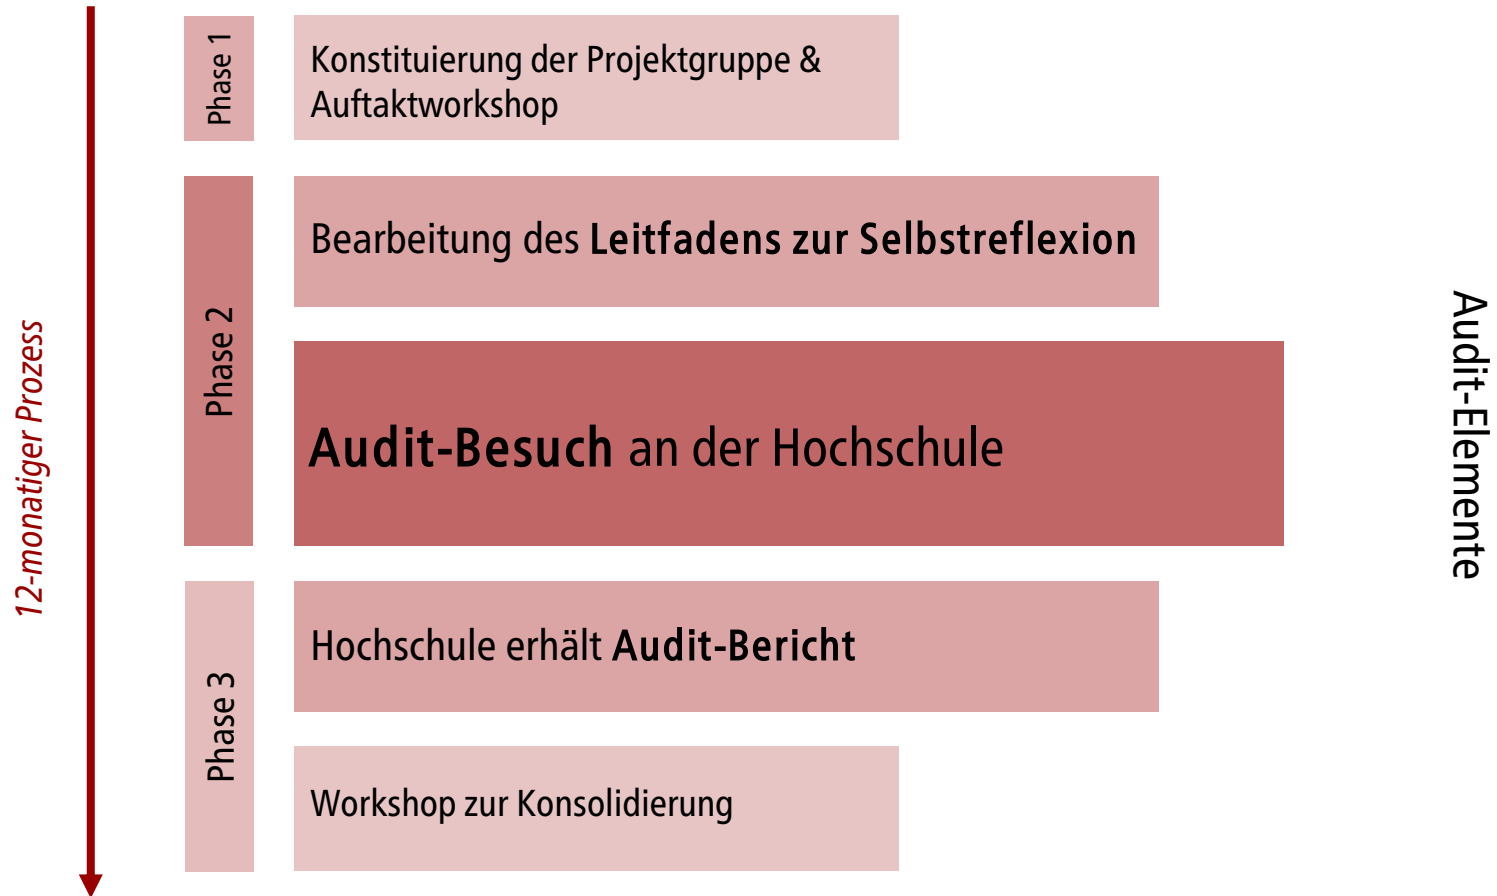 12-monatiger Prozess
Phase 1
Konstituierung der Projektgruppe &
Auftaktworkshop
Phase 2
Bearbeitung des Leitfadens zur Selbstreflexion
Audit-Besuch an der Hochschule
Phase 3
Hochschule erhält Audit-Bericht
Workshop zur Konsolidierung
Audit-Elemente